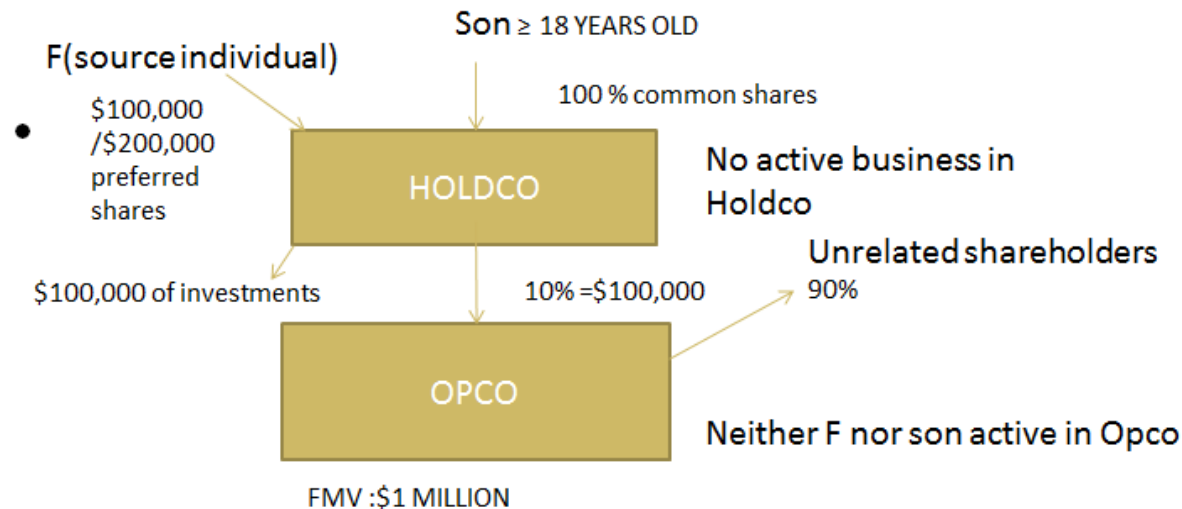 Son ≥ 18 YEARS OLD
F(source individual)
$100,000
/$200,000
preferred
shares
100 % common shares
HOLDCO
No active business in
Holdco
Unrelated shareholders
90%
$100,000 of investments
10% =$100,000
OPCO
Neither F nor son active in Opco
FMV :$1 MILLION